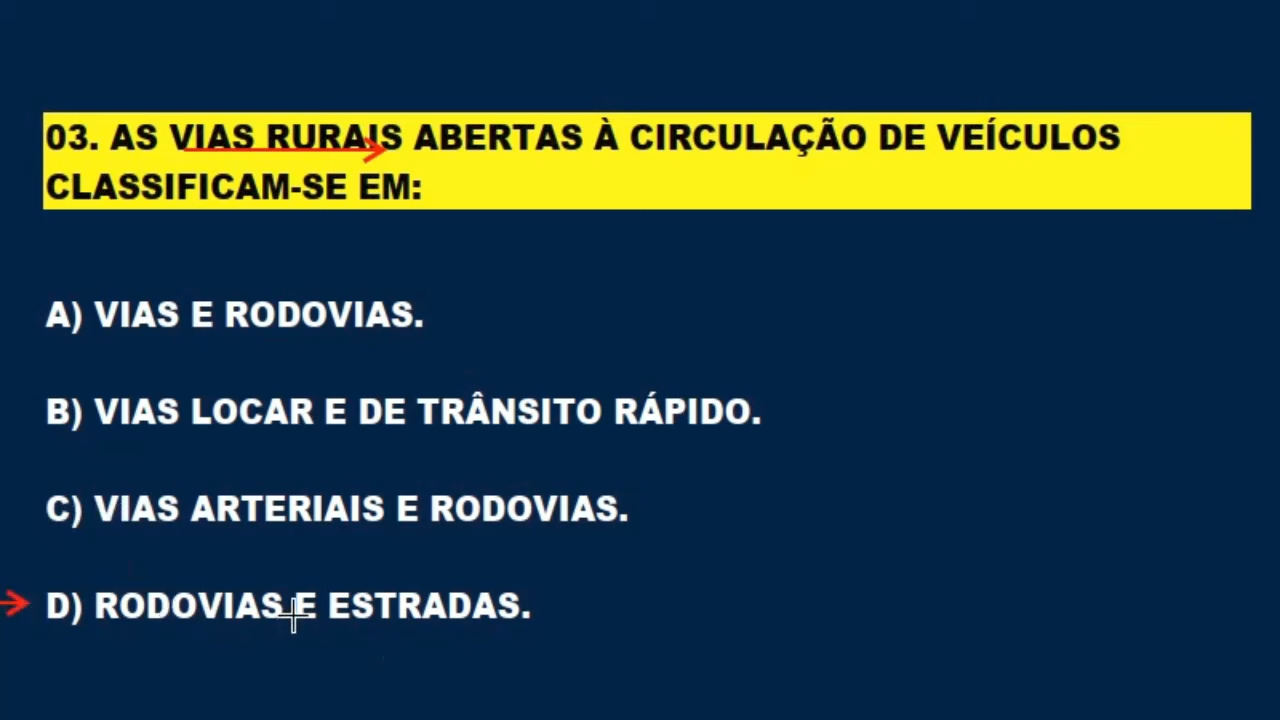 03. AS VIAS RURAIS ABERTAS À CIRCULAÇÃO DE VEÍCULOS
CLASSIFICAM-SE EM:
A) VIAS E RODOVIAS.
B) VIAS LOCAR E DE TRÂNSITO RÁPIDO.
C) VIAS ARTERIAIS E RODOVIAS.
D) RODOVIAS E ESTRADAS.